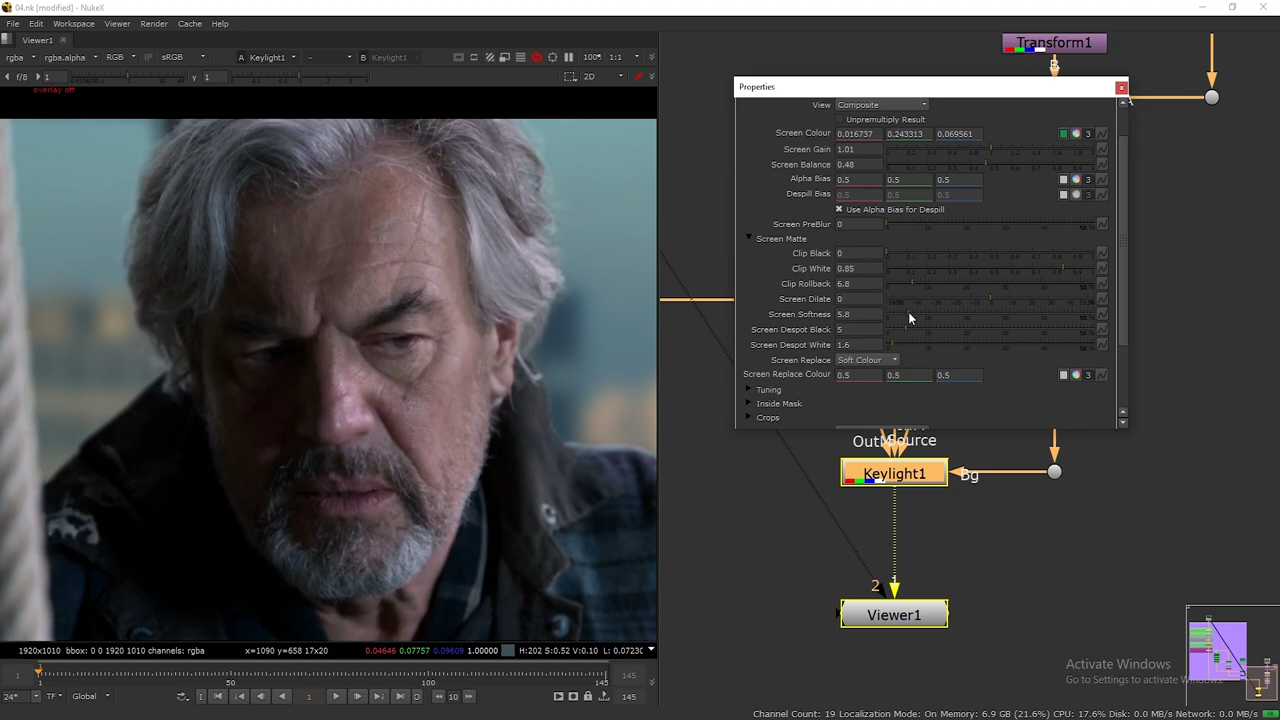 04.nk [modified] - NukeX
File Edit Workspace Viewer Render Cache Help
Viewer1
rgba rgba.alpha RGB IP sRGB A Keylight1 - B Keylight1 100% 1:1
f/8 1 γ 1 2D
overlay off
Transform1
B
A
Properties
View Composite
Unpremultiply Result
Screen Colour 0.016737 0.243313 0.069561 3
Screen Gain 1.01
Screen Balance 0.48
Alpha Bias 0.5 0.5 0.5 3
Despill Bias 0.5 0.5 0.5 3
Use Alpha Bias for Despill
Screen PreBlur 0
Screen Matte
Clip Black 0
Clip White 0.85
Clip Rollback 6.8
Screen Dilate 0
Screen Softness 5.8
Screen Despot Black 5
Screen Despot White 1.6
Screen Replace Soft Colour
Screen Replace Colour 0.5 0.5 0.5 3
Tuning
Inside Mask
Crops
Source
Keylight1
Bg
2 1
Viewer1
1920x1010 bbox: 0 0 1920 1010 channels: rgba x=1090 y=658 17x20 0.04646 0.07757 0.09609 1.00000 H:202 S:0.52 V:0.10 L: 0.07230
1 1 50 100 145 145
24* TF Global 1 10 145
Activate Windows
Go to Settings to activate Windows.
Channel Count: 19 Localization Mode: On Memory: 6.9 GB (21.6%) CPU: 17.6% Disk: 0.0 MB/s Network: 0.0 MB/s